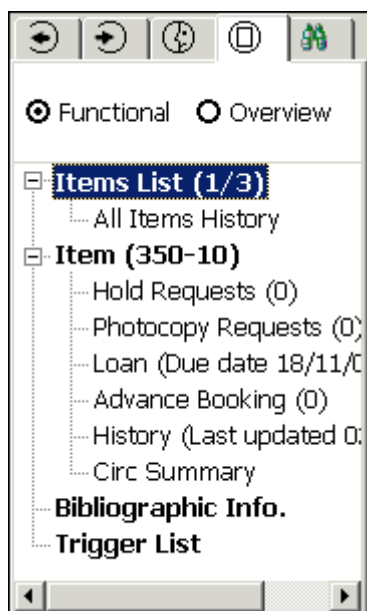 Functional Overview
Items List (1/3)
All Items History
Item (350-10)
Hold Requests (0)
Photocopy Requests (0)
Loan (Due date 18/11/0
Advance Booking (0)
History (Last updated 02
Circ Summary
Bibliographic Info.
Trigger List